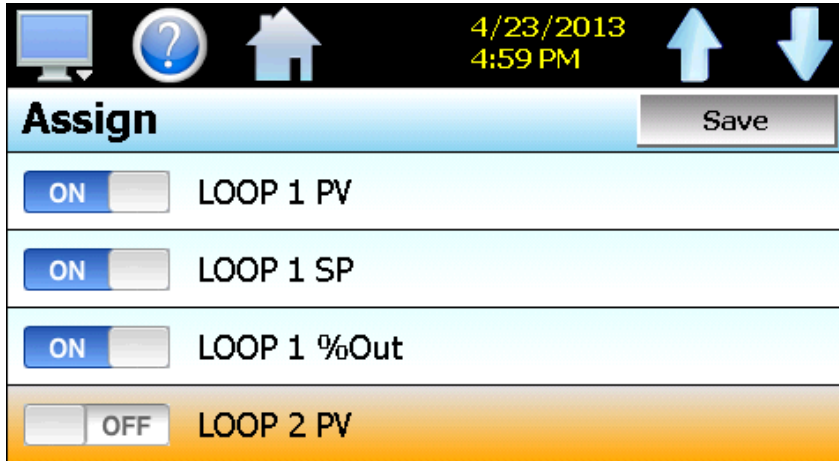 4/23/2013
4:59 PM
Assign
Save
ON LOOP 1 PV
ON LOOP 1 SP
ON LOOP 1 %Out
OFF LOOP 2 PV